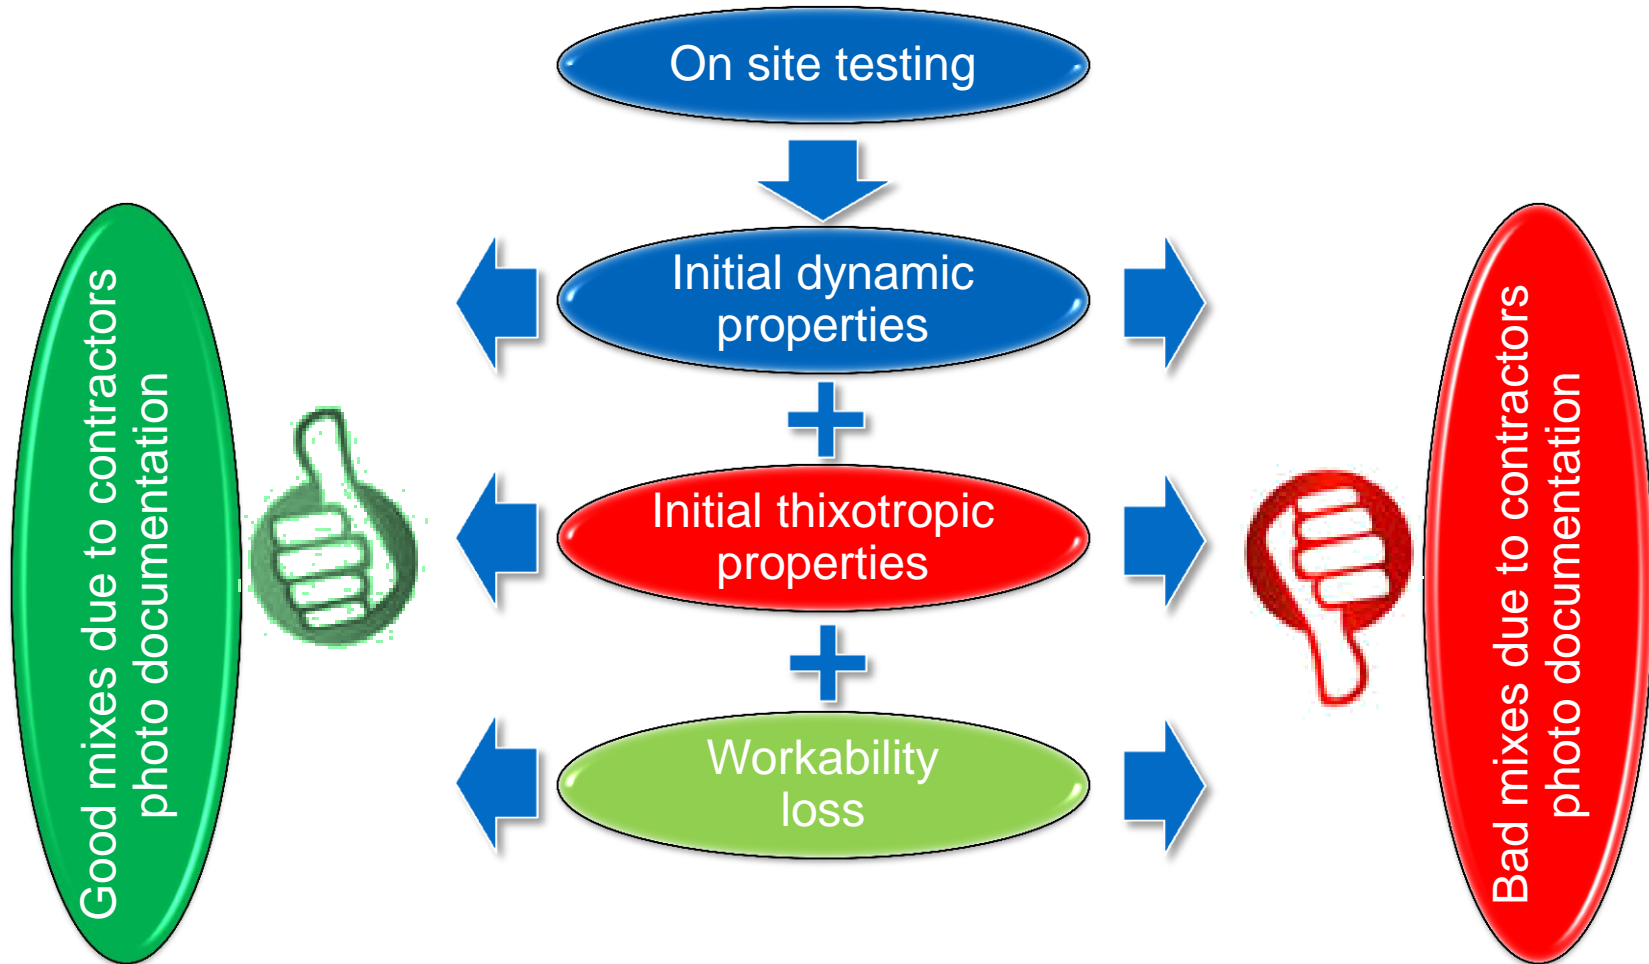 On site testing
Initial dynamic
properties
Initial thixotropic
properties
Workability
loss
Good mixes due to contractors
photo documentation
Bad mixes due to contractors
photo documentation